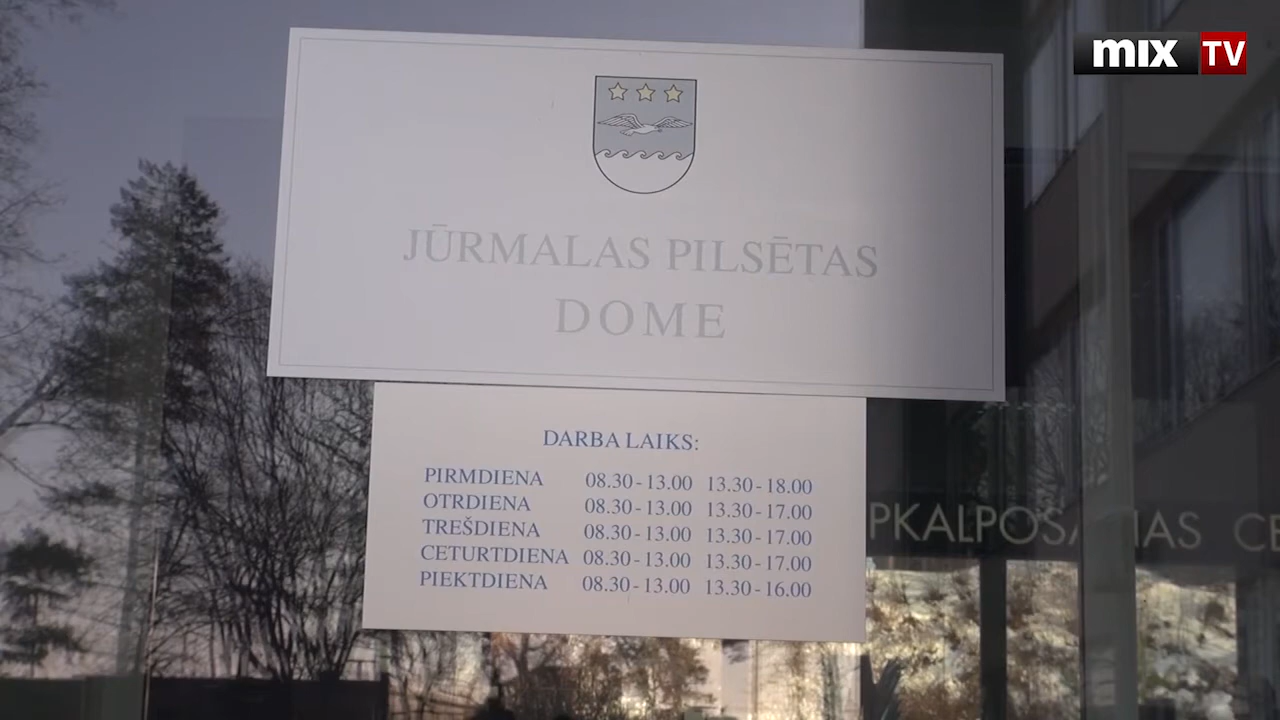 mix TV
JŪRMALAS PILSĒTAS
DOME
DARBA LAIKS:
PIRMDIENA 08.30 - 13.00 13.30 - 18.00
OTRDIENA 08.30 - 13.00 13.30 - 17.00
TREŠDIENA 08.30 - 13.00 13.30 - 17.00
CETURTDIENA 08.30 - 13.00 13.30 - 17.00
PIEKTDIENA 08.30 - 13.00 13.30 - 16.00